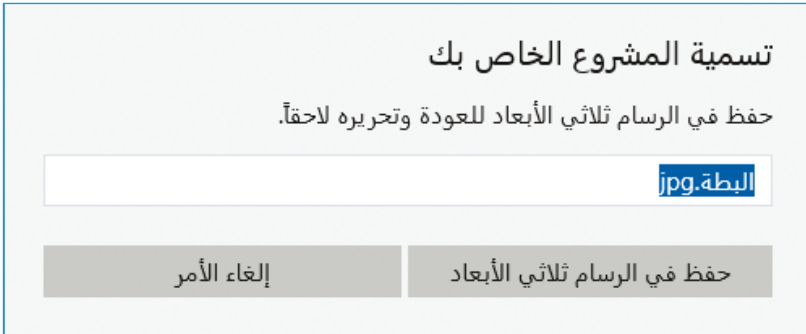 تسمية المشروع الخاص بك
حفظ في الرسام ثلاثي الأبعاد للعودة وتحريره لاحقاً.
البطة.jpg
حفظ في الرسام ثلاثي الأبعاد
إلغاء الأمر